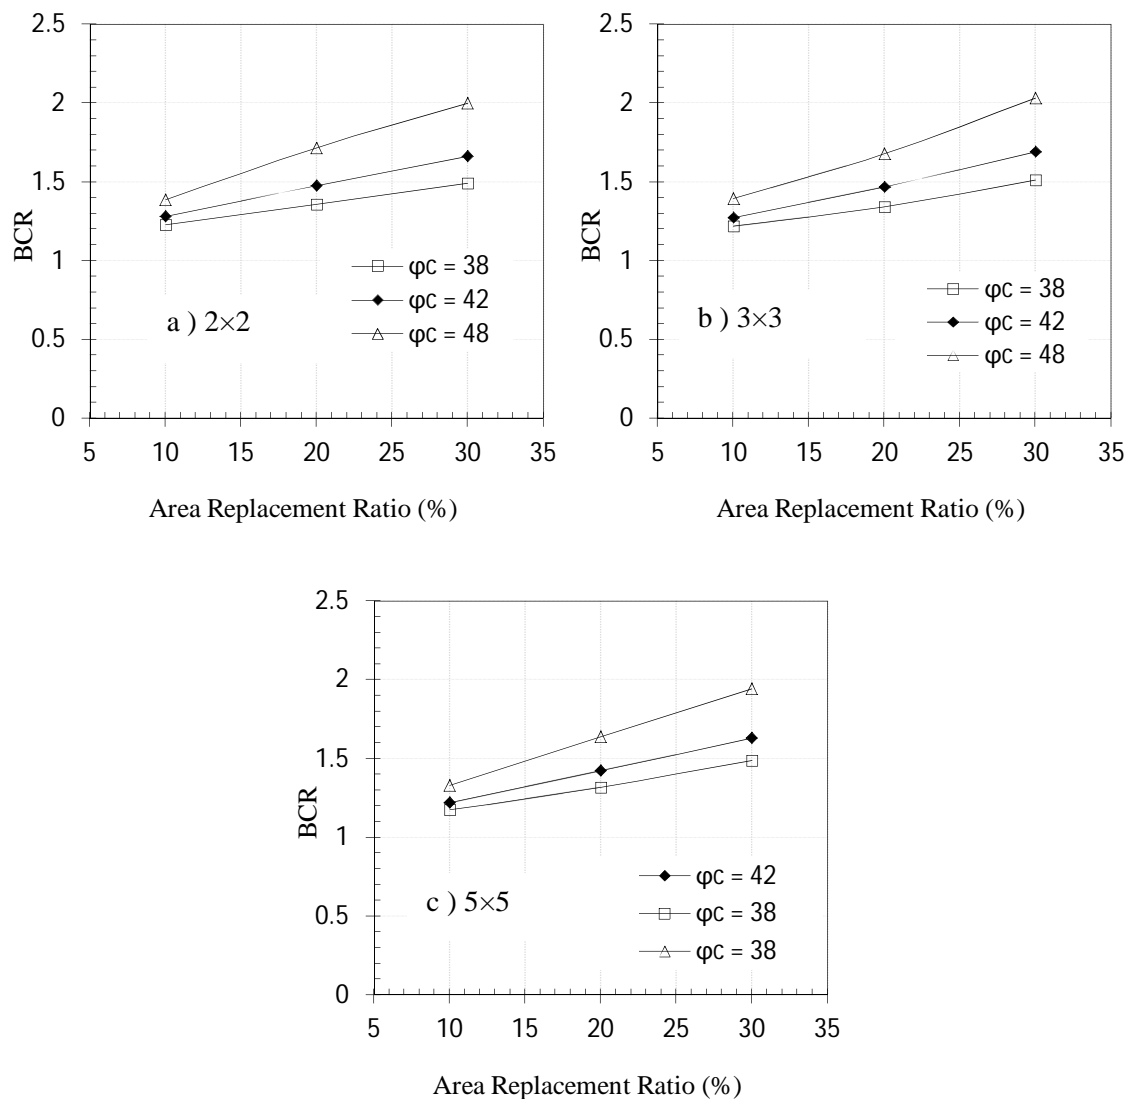 2.5
2
1.5
1
0.5
0
BCR
φc = 38
φc = 42
φc = 48
a ) 2×2
5 10 15 20 25 30 35
Area Replacement Ratio (%)
2.5
2
1.5
1
0.5
0
BCR
φc = 38
φc = 42
φc = 48
b ) 3×3
5 10 15 20 25 30 35
Area Replacement Ratio (%)
2.5
2
1.5
1
0.5
0
BCR
φc = 42
φc = 38
φc = 38
c ) 5×5
5 10 15 20 25 30 35
Area Replacement Ratio (%)